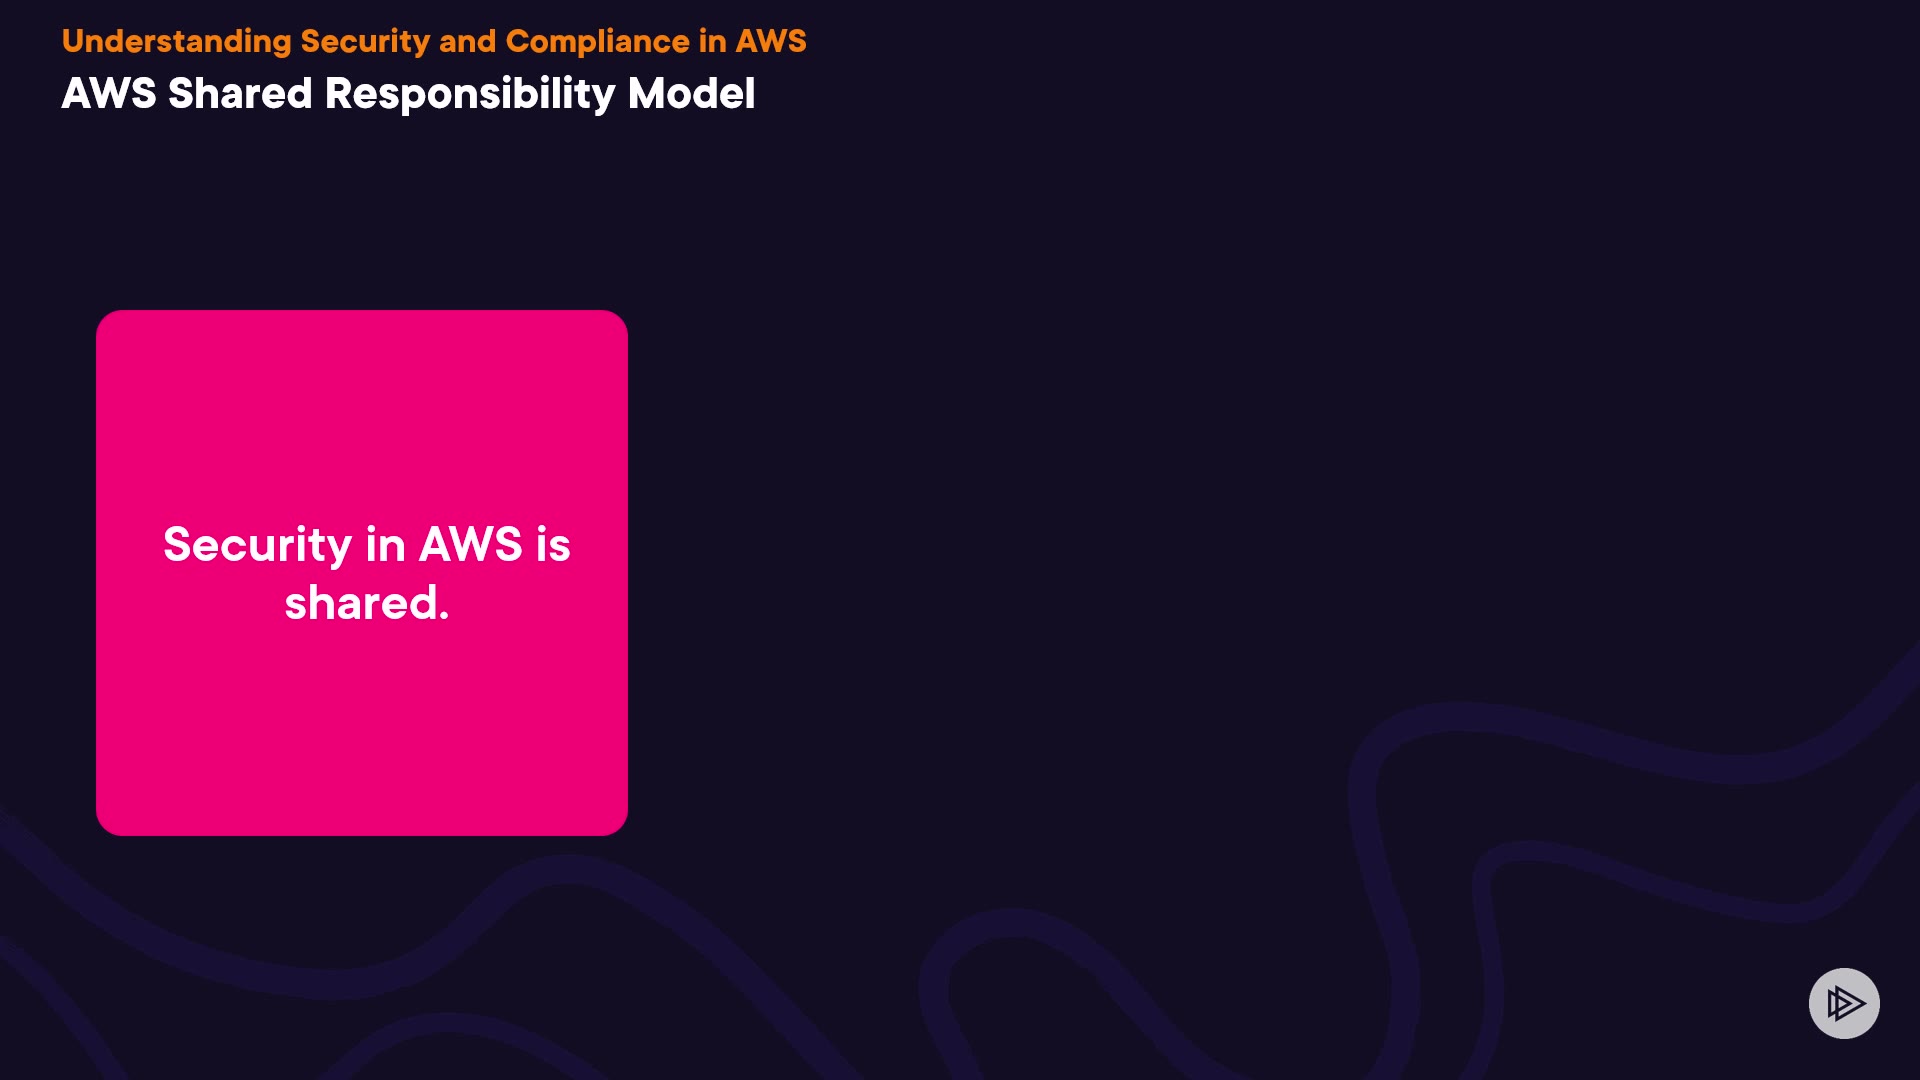 Understanding Security and Compliance in AWS
AWS Shared Responsibility Model
Security in AWS is
shared.